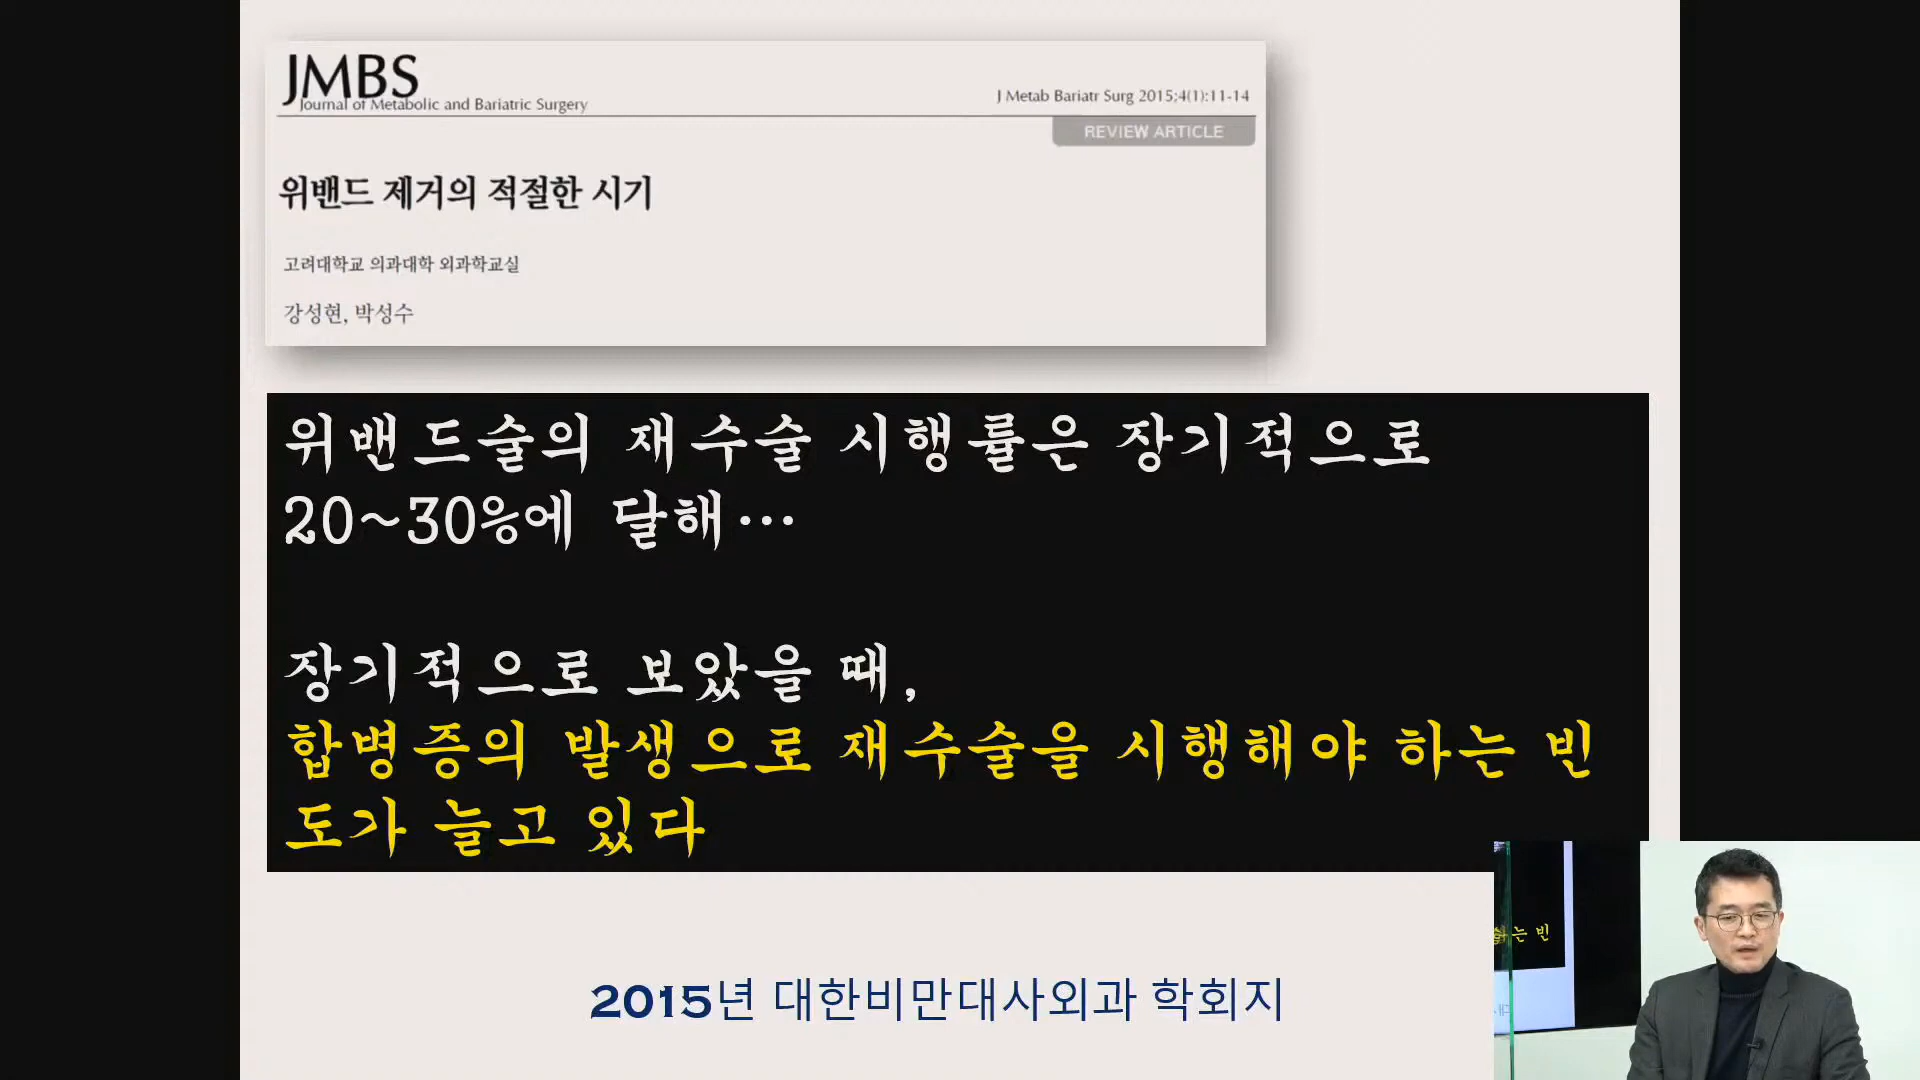 JMBS
Journal of Metabolic and Bariatric Surgery
J Metab Bariatr Surg 2015;4(1):11-14
REVIEW ARTICLE
위밴드 제거의 적절한 시기
고려대학교 의과대학 외과학교실
강성현, 박성수
위밴드술의 재수술 시행률은 장기적으로
20~30%에 달해…
장기적으로 보았을 때,
합병증의 발생으로 재수술을 시행해야 하는 빈
도가 늘고 있다
2015년 대한비만대사외과 학회지
는 빈